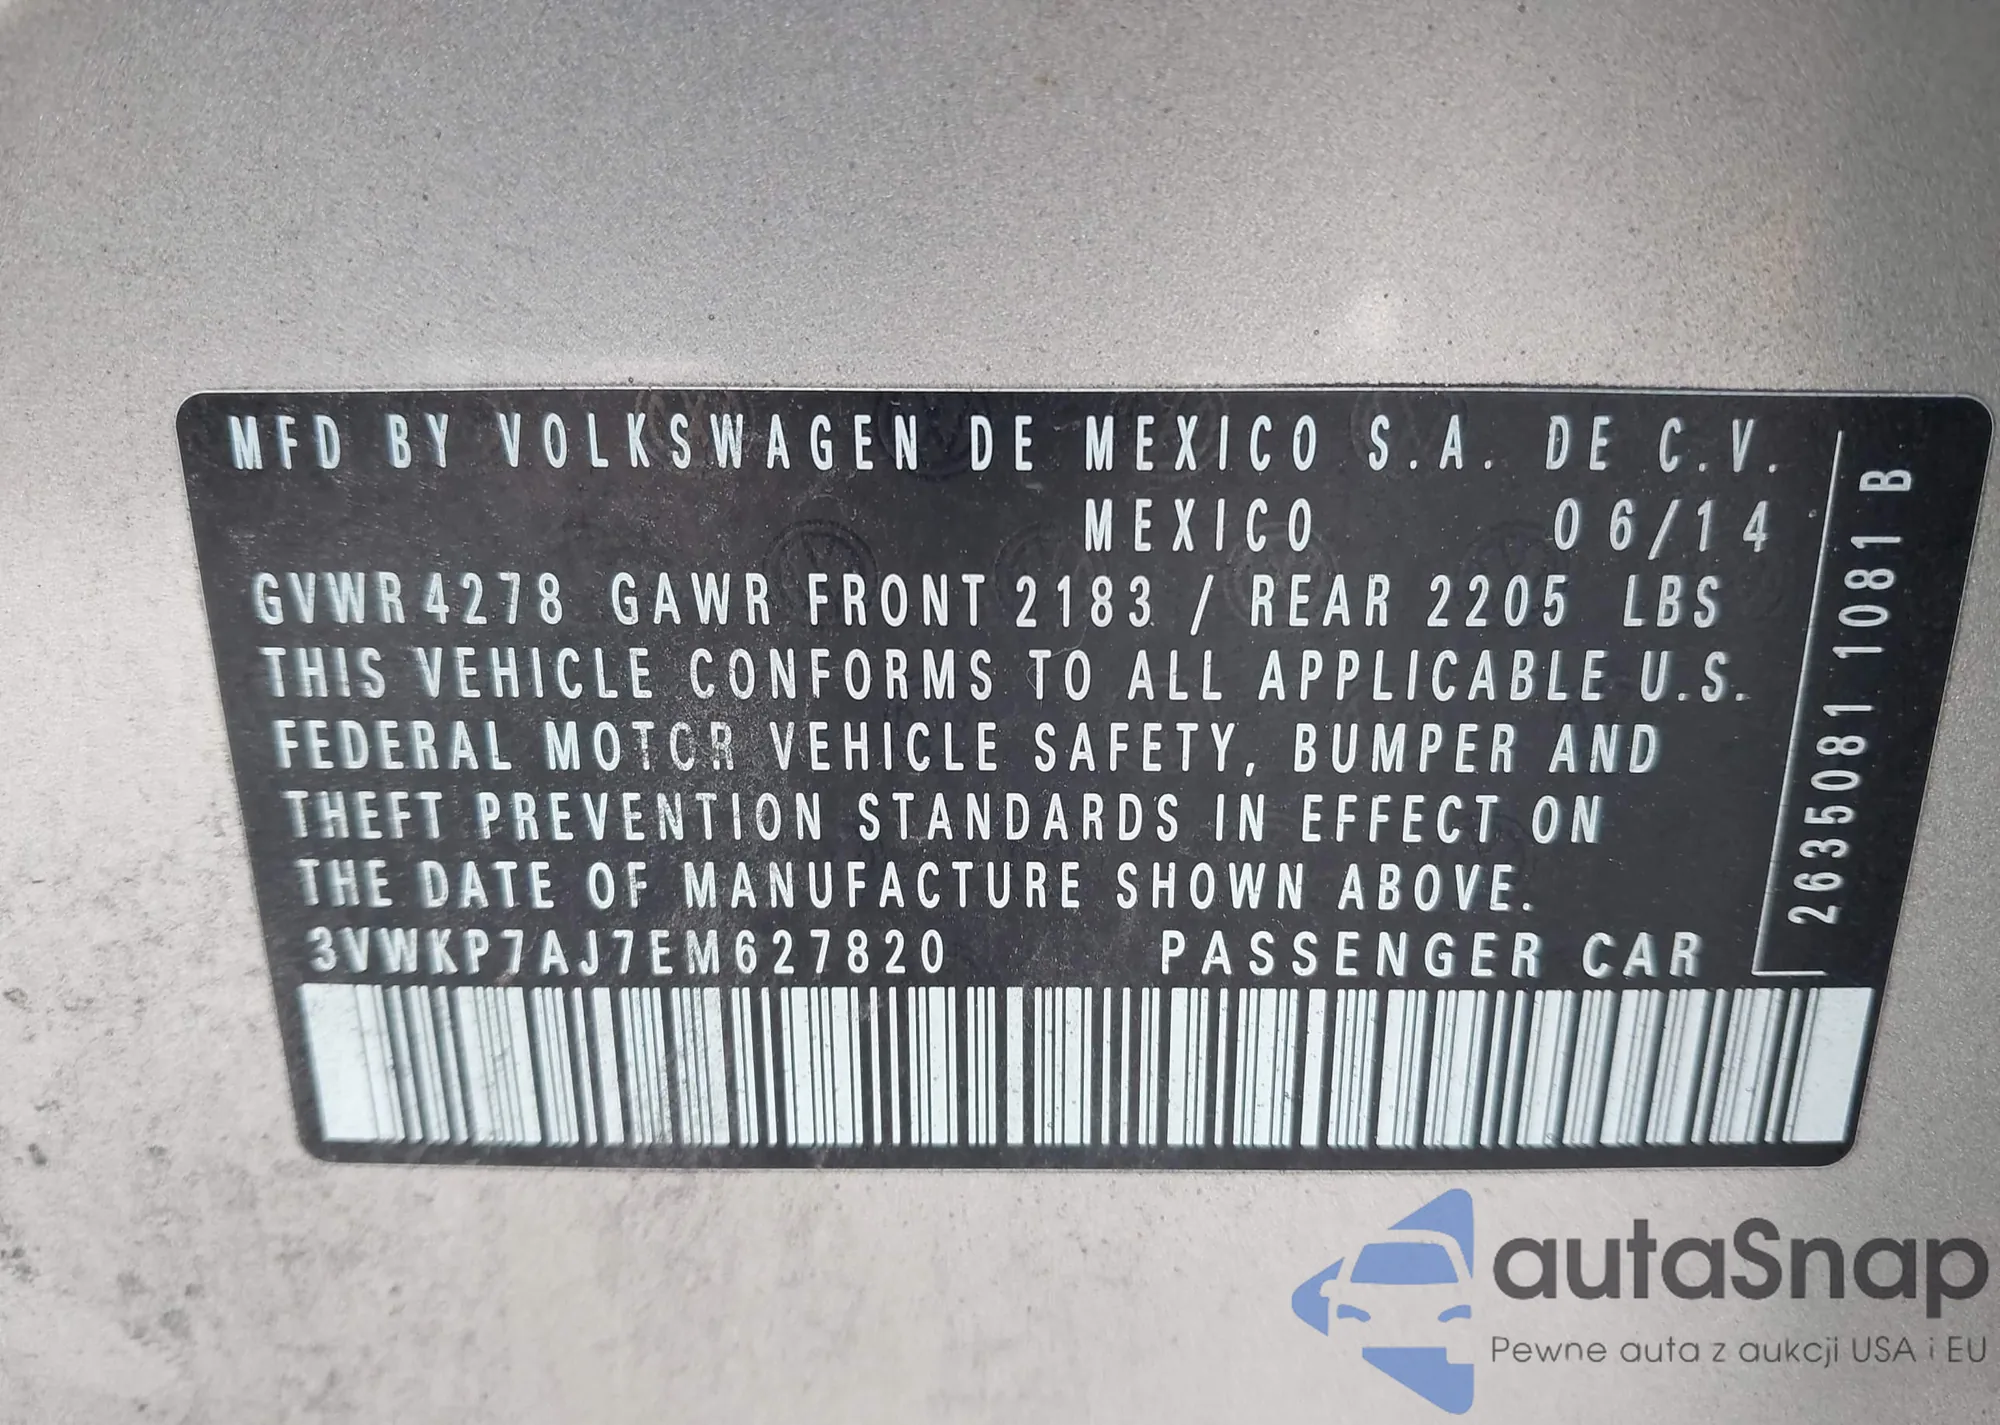 MFD BY VOLKSWAGEN DE MEXICO S.A. DE C.V.
MEXICO 06/14
GVWR 4278 GAWR FRONT 2183 / REAR 2205 LBS
THIS VEHICLE CONFORMS TO ALL APPLICABLE U.S.
FEDERAL MOTOR VEHICLE SAFETY, BUMPER AND
THEFT PREVENTION STANDARDS IN EFFECT ON
THE DATE OF MANUFACTURE SHOWN ABOVE.
3VWKP7AJ7EM627820 PASSENGER CAR
2635081 1081 B
autaSnap
Pewne auta z aukcji USA i EU